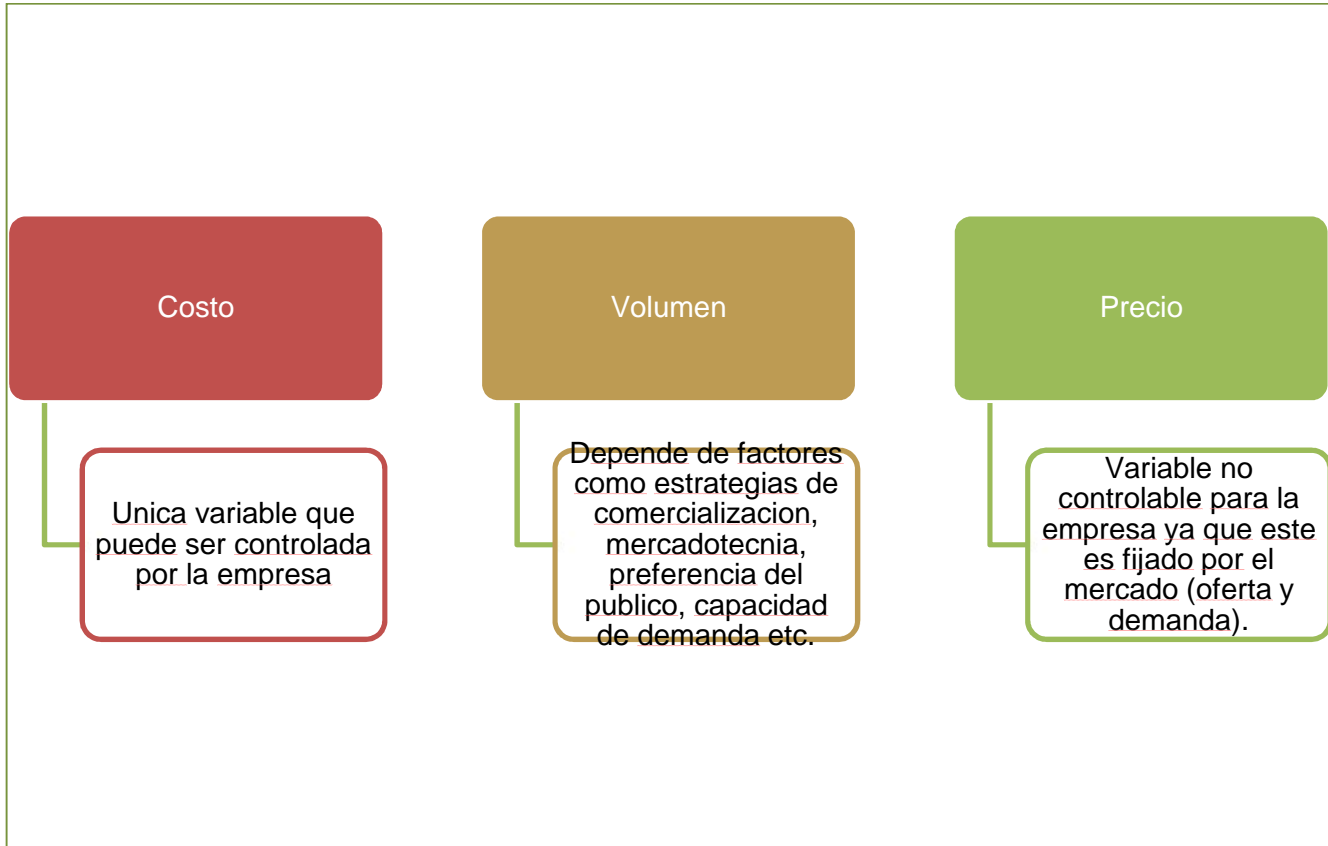 Costo
Unica variable que
puede ser controlada
por la empresa
Volumen
Depende de factores
como estrategias de
comercializacion,
mercadotecnia,
preferencia del
publico, capacidad
de demanda etc.
Precio
Variable no
controlable para la
empresa ya que este
es fijado por el
mercado (oferta y
demanda).